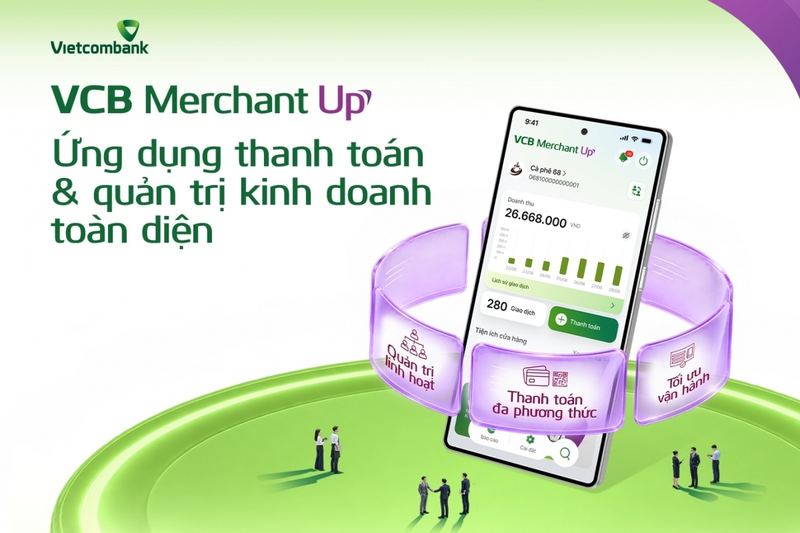 Vietcombank
VCB Merchant Up
Ứng dụng thanh toán
& quản trị kinh doanh
toàn diện
9:41
VCB Merchant Up
Cà phê 68 >
Doanh thu
26.668.000 VND
Lịch sử giao dịch >
280 Giao dịch
+ Thanh toán
Tiện ích cửa hàng
Quản trị
linh hoạt
Thanh toán
đa phương thức
Tối ưu
vận hành
Báo cáo
Cài đặt